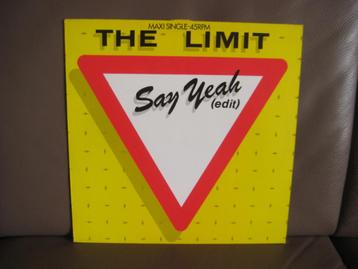 MAXI SINGLE-45RPM
THE LIMIT
Say Yeah
(edit)